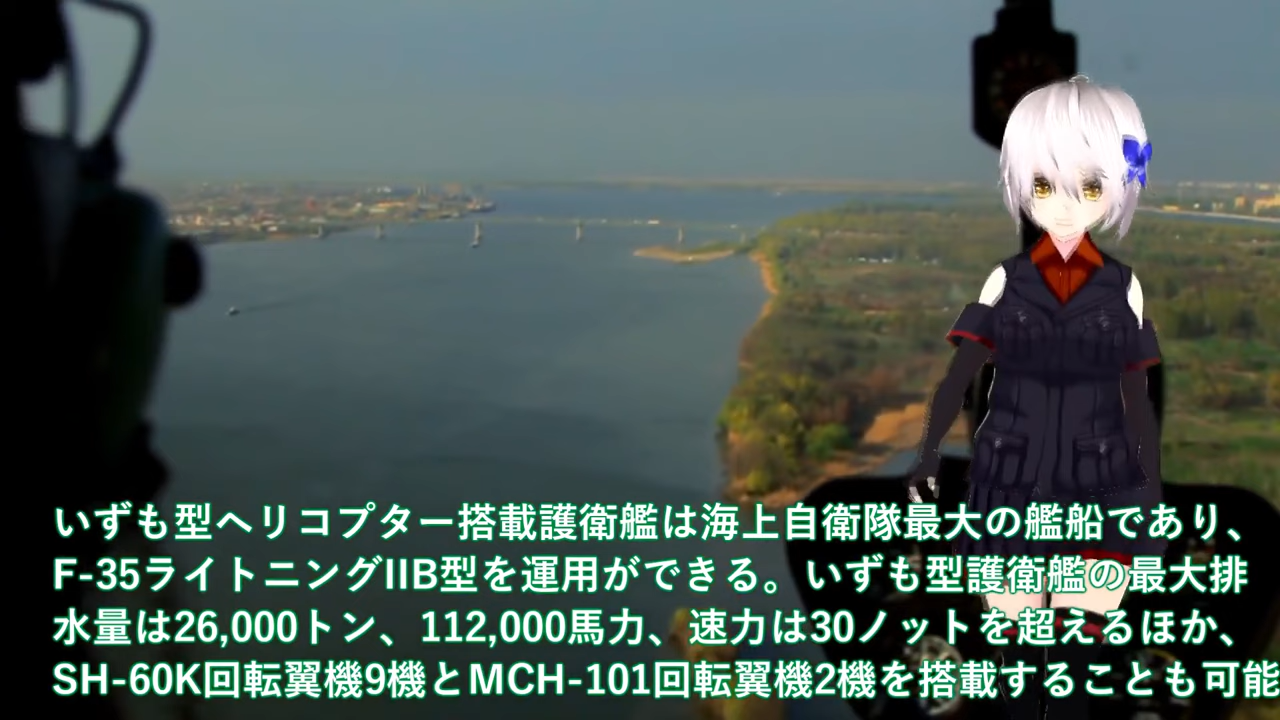 いずも型ヘリコプター搭載護衛艦は海上自衛隊最大の艦船であり、
F-35ライトニングIIB型を運用ができる。いずも型護衛艦の最大排
水量は26,000トン、112,000馬力、速力は30ノットを超えるほか、
SH-60K回転翼機9機とMCH-101回転翼機2機を搭載することも可能